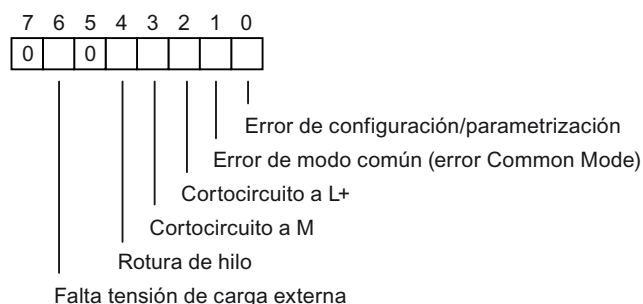 7 6 5 4 3 2 1 0
0 0
Error de configuración/parametrización
Error de modo común (error Common Mode)
Cortocircuito a L+
Cortocircuito a M
Rotura de hilo
Falta tensión de carga externa